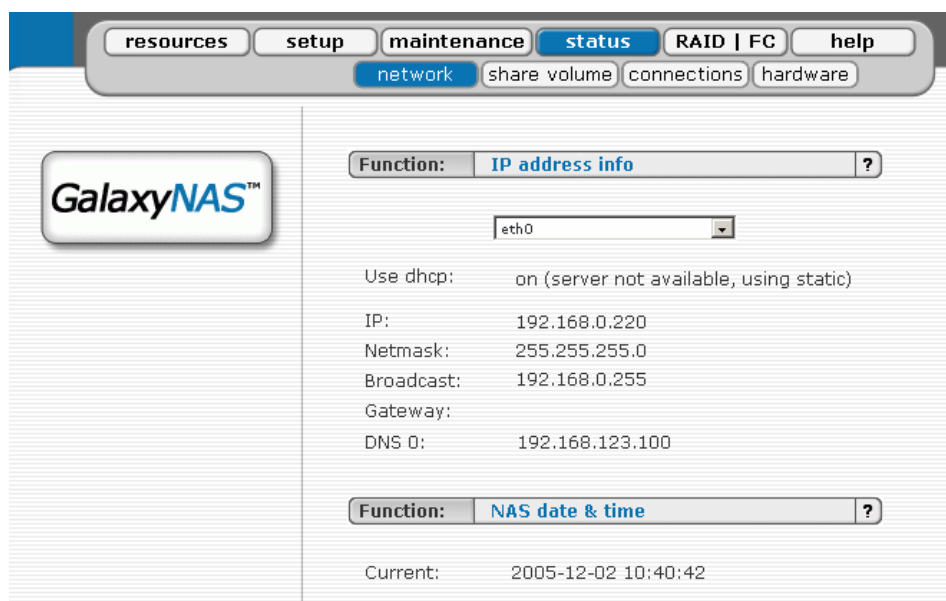 resources setup maintenance status RAID | FC help
network share volume connections hardware
GalaxyNAS™
Function: IP address info ?
eth0
Use dhcp: on (server not available, using static)
IP: 192.168.0.220
Netmask: 255.255.255.0
Broadcast: 192.168.0.255
Gateway:
DNS 0: 192.168.123.100
Function: NAS date & time ?
Current: 2005-12-02 10:40:42